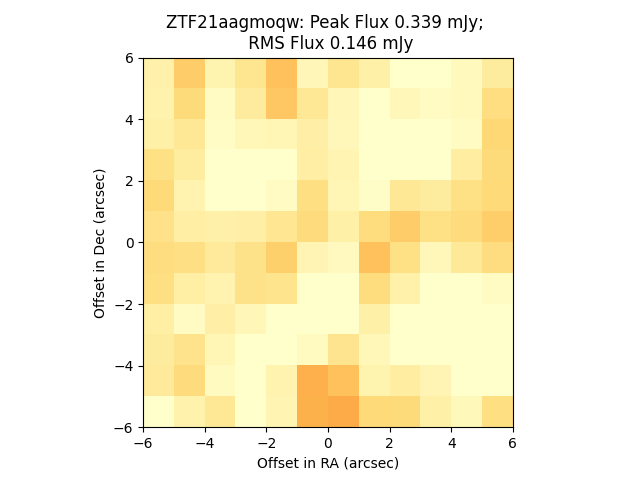 ZTF21aagmoqw: Peak Flux 0.339 mJy;
RMS Flux 0.146 mJy
6
4
2
0
−2
−4
−6
Offset in Dec (arcsec)
−6 −4 −2 0 2 4 6
Offset in RA (arcsec)